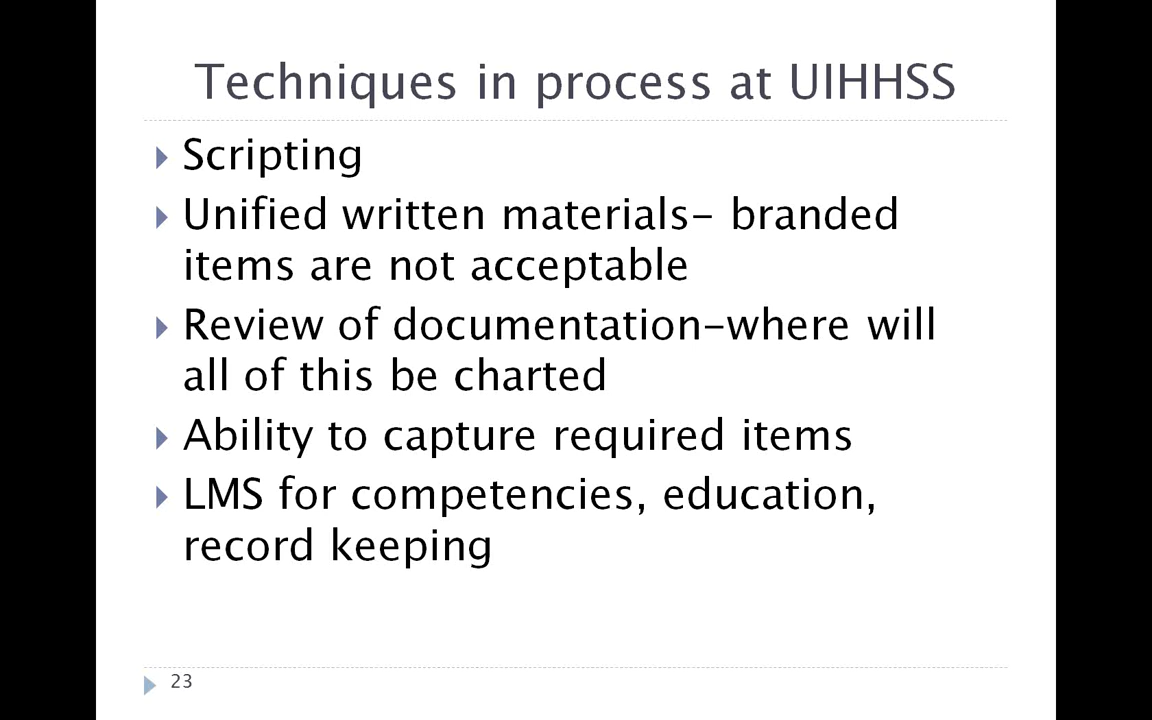 Techniques in process at UIHHSS
Scripting
Unified written materials- branded
items are not acceptable
Review of documentation-where will
all of this be charted
Ability to capture required items
LMS for competencies, education,
record keeping
23